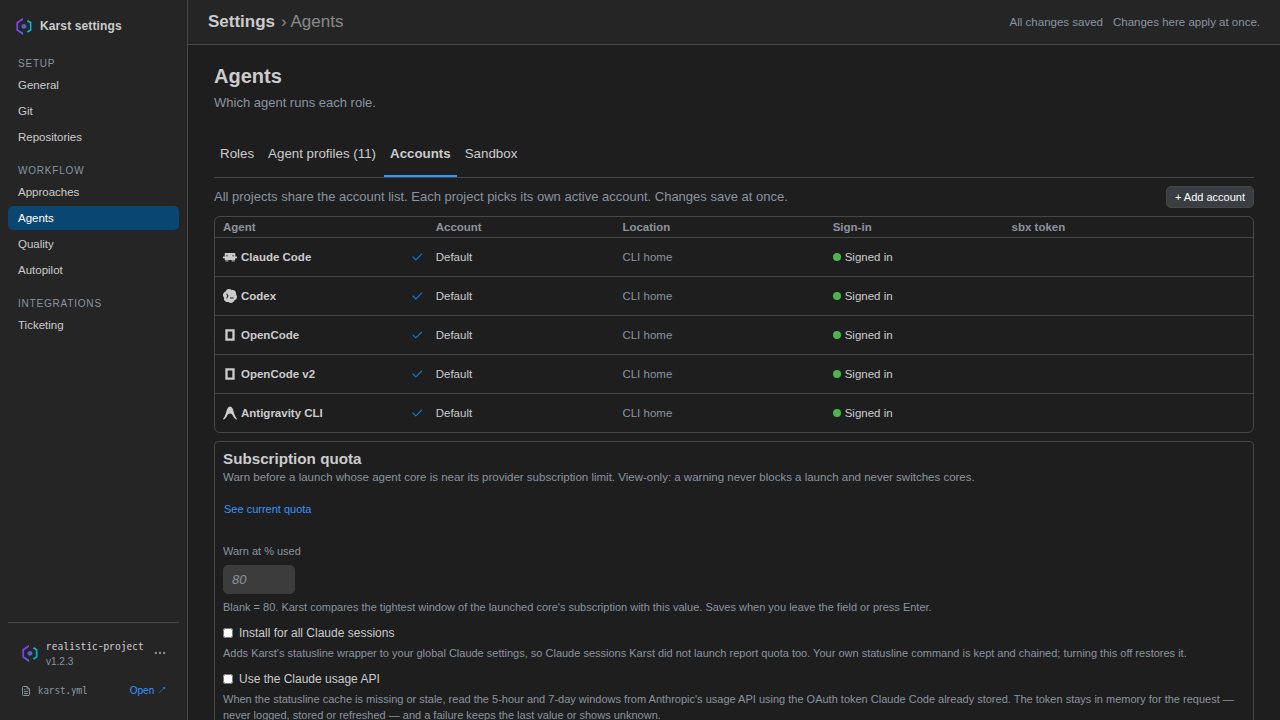 Karst settings
SETUP
General
Git
Repositories
WORKFLOW
Approaches
Agents
Quality
Autopilot
INTEGRATIONS
Ticketing
realistic-project
v1.2.3
karst.yml
Open ↗
Settings › Agents
All changes saved Changes here apply at once.
Agents
Which agent runs each role.
Roles Agent profiles (11) Accounts Sandbox
All projects share the account list. Each project picks its own active account. Changes save at once.
+ Add account
Agent Account Location Sign-in sbx token
Claude Code Default CLI home Signed in
Codex Default CLI home Signed in
OpenCode Default CLI home Signed in
OpenCode v2 Default CLI home Signed in
Antigravity CLI Default CLI home Signed in
Subscription quota
Warn before a launch whose agent core is near its provider subscription limit. View-only: a warning never blocks a launch and never switches cores.
See current quota
Warn at % used
80
Blank = 80. Karst compares the tightest window of the launched core's subscription with this value. Saves when you leave the field or press Enter.
Install for all Claude sessions
Adds Karst's statusline wrapper to your global Claude settings, so Claude sessions Karst did not launch report quota too. Your own statusline command is kept and chained; turning this off restores it.
Use the Claude usage API
When the statusline cache is missing or stale, read the 5-hour and 7-day windows from Anthropic's usage API using the OAuth token Claude Code already stored. The token stays in memory for the request —
never logged, stored or refreshed — and a failure keeps the last value or shows unknown.